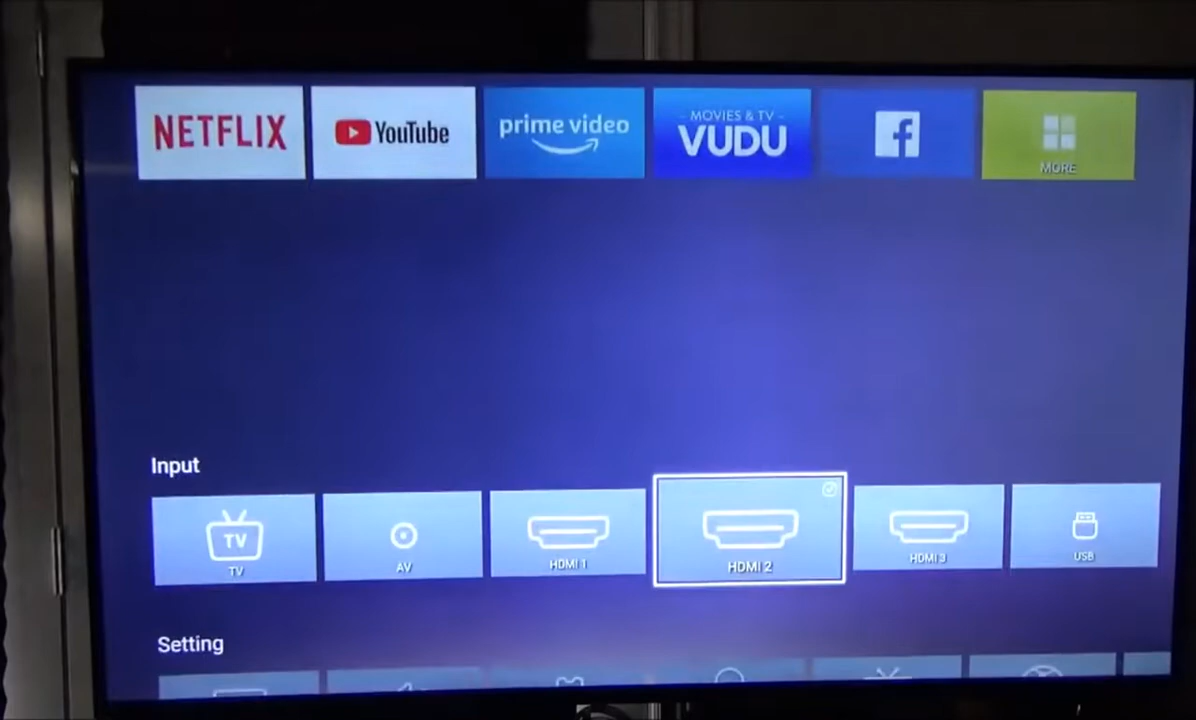 NETFLIX
YouTube
prime video
- MOVIES & TV -
VUDU
f
MORE
Input
TV
TV
AV
HDMI 1
HDMI 2
HDMI 3
USB
Setting